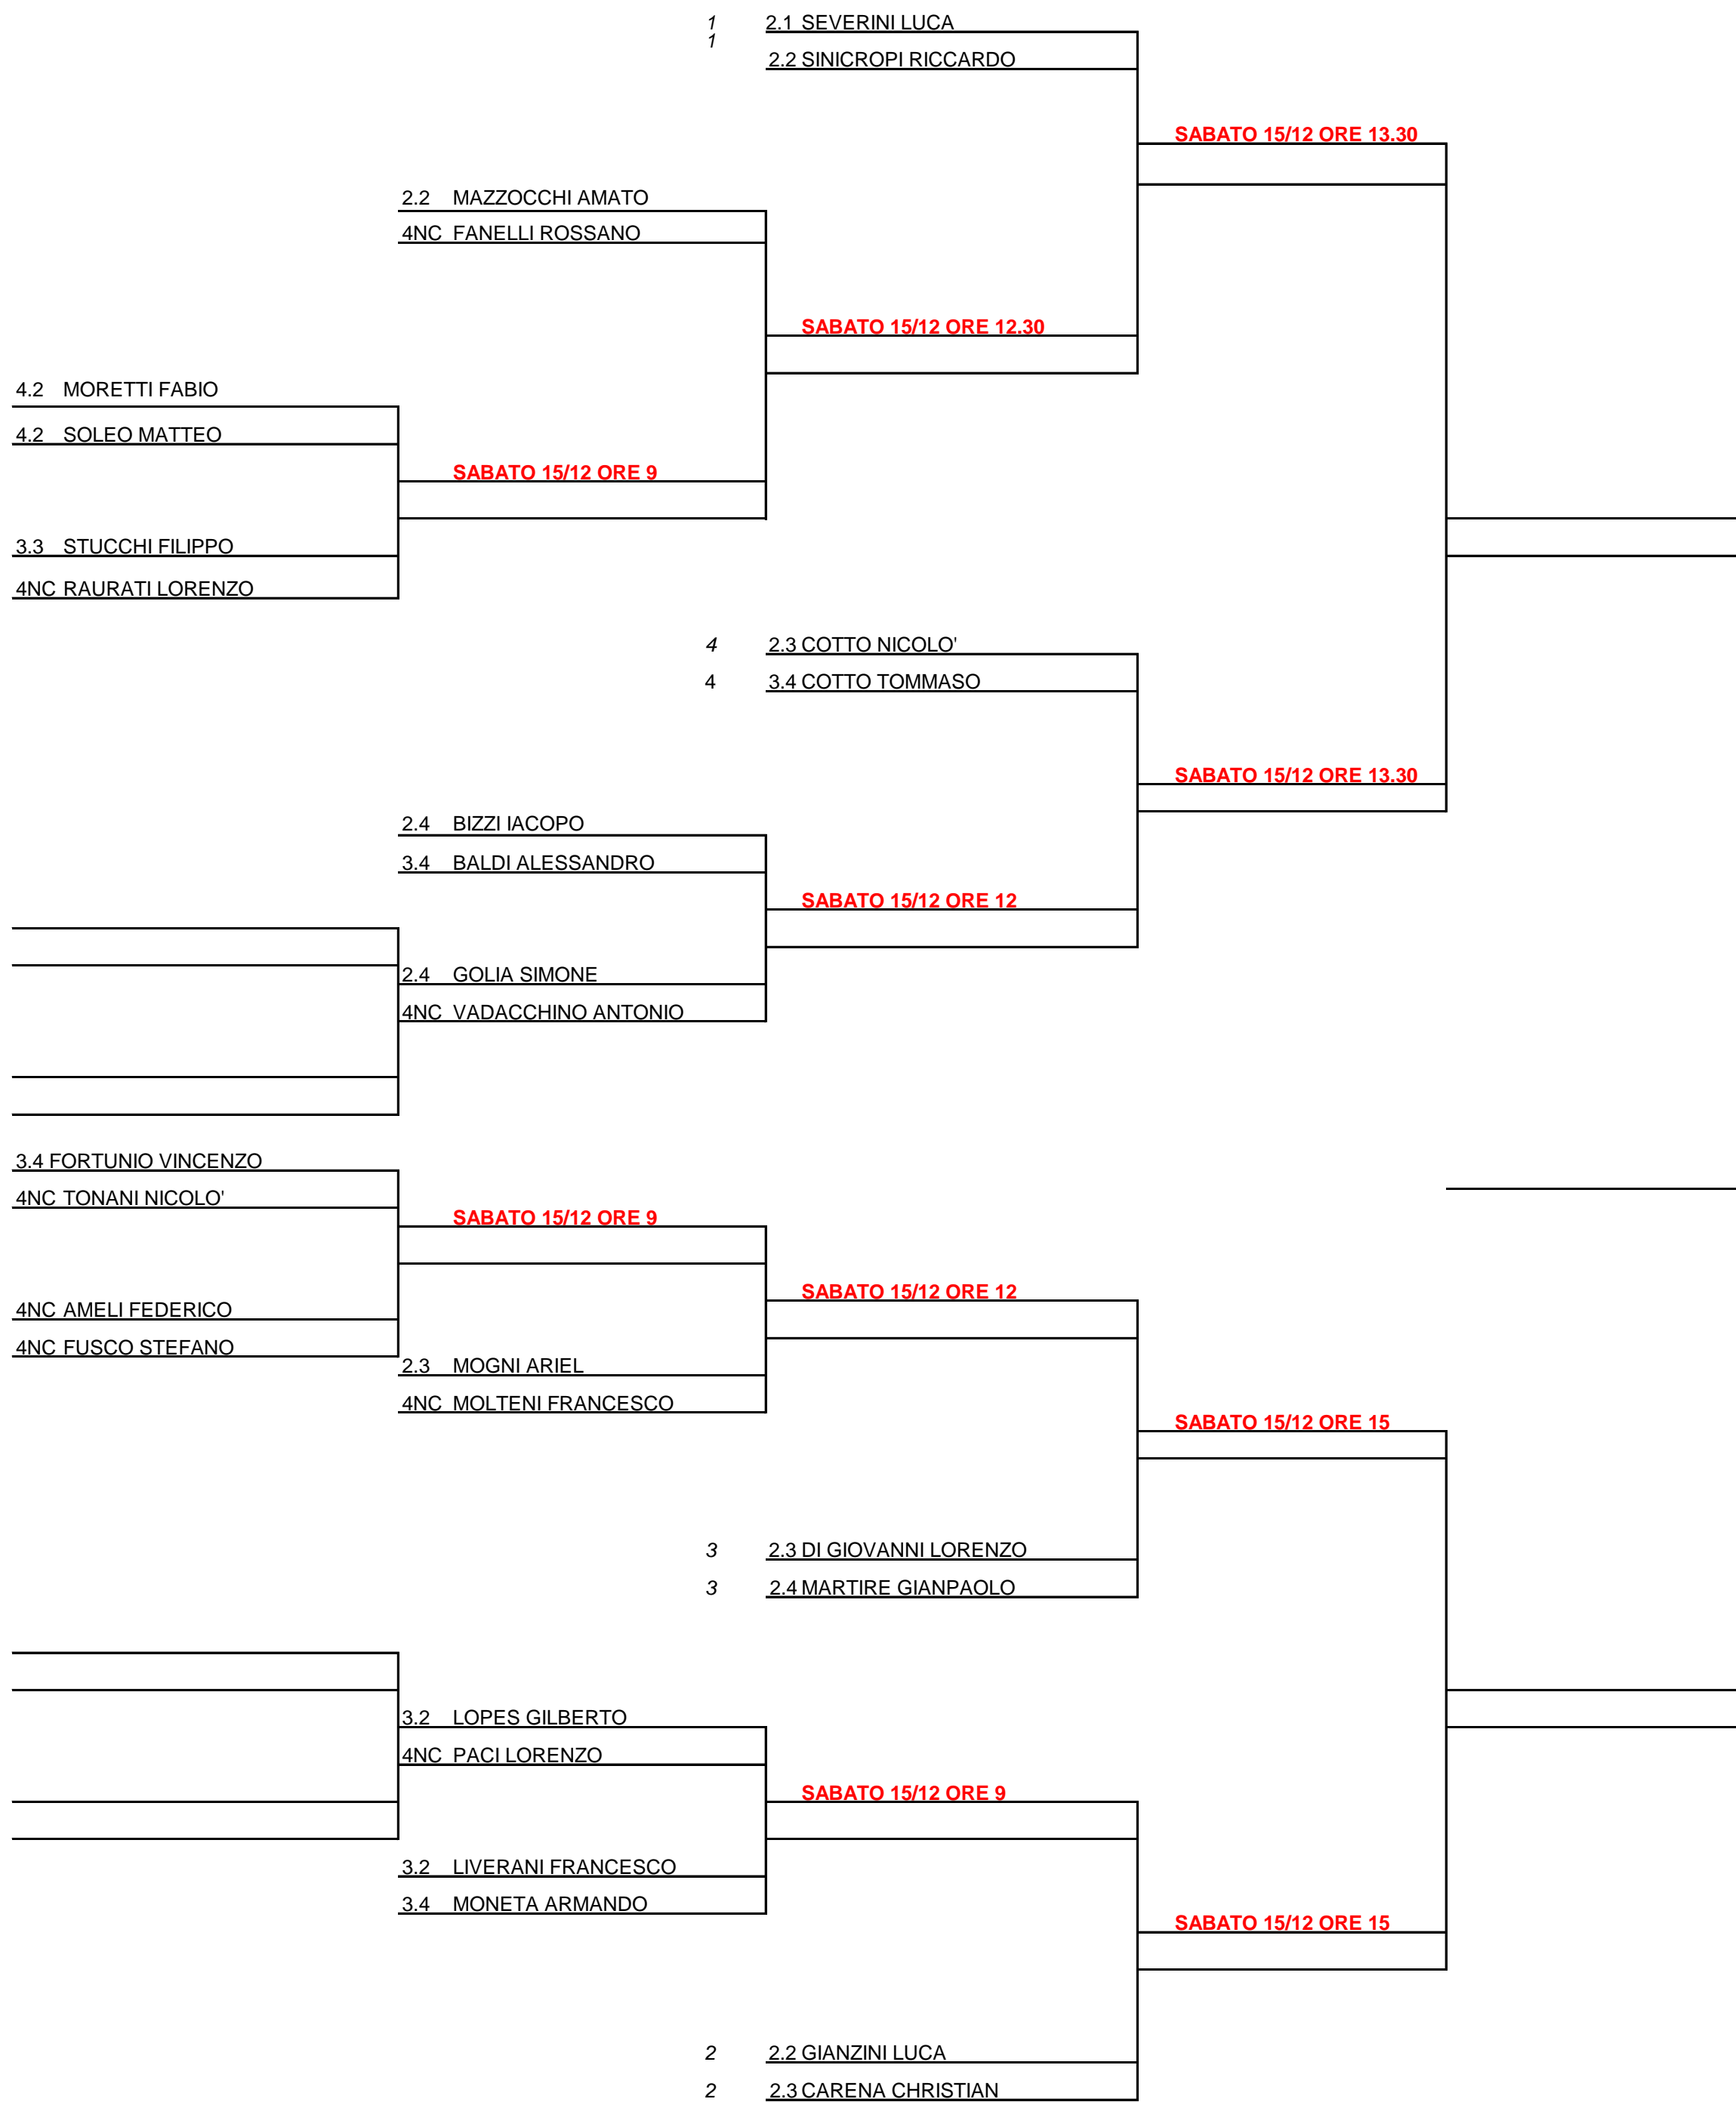 1 2.1 SEVERINI LUCA
1
2.2 SINICROPI RICCARDO
SABATO 15/12 ORE 13.30
2.2 MAZZOCCHI AMATO
4NC FANELLI ROSSANO
SABATO 15/12 ORE 12.30
4.2 MORETTI FABIO
4.2 SOLEO MATTEO
SABATO 15/12 ORE 9
3.3 STUCCHI FILIPPO
4NC RAURATI LORENZO
4 2.3 COTTO NICOLO'
4 3.4 COTTO TOMMASO
SABATO 15/12 ORE 13.30
2.4 BIZZI IACOPO
3.4 BALDI ALESSANDRO
SABATO 15/12 ORE 12
2.4 GOLIA SIMONE
4NC VADACCHINO ANTONIO
3.4 FORTUNIO VINCENZO
4NC TONANI NICOLO'
SABATO 15/12 ORE 9
SABATO 15/12 ORE 12
4NC AMELI FEDERICO
4NC FUSCO STEFANO
2.3 MOGNI ARIEL
4NC MOLTENI FRANCESCO
SABATO 15/12 ORE 15
3 2.3 DI GIOVANNI LORENZO
3 2.4 MARTIRE GIANPAOLO
3.2 LOPES GILBERTO
4NC PACI LORENZO
SABATO 15/12 ORE 9
3.2 LIVERANI FRANCESCO
3.4 MONETA ARMANDO
SABATO 15/12 ORE 15
2 2.2 GIANZINI LUCA
2 2.3 CARENA CHRISTIAN